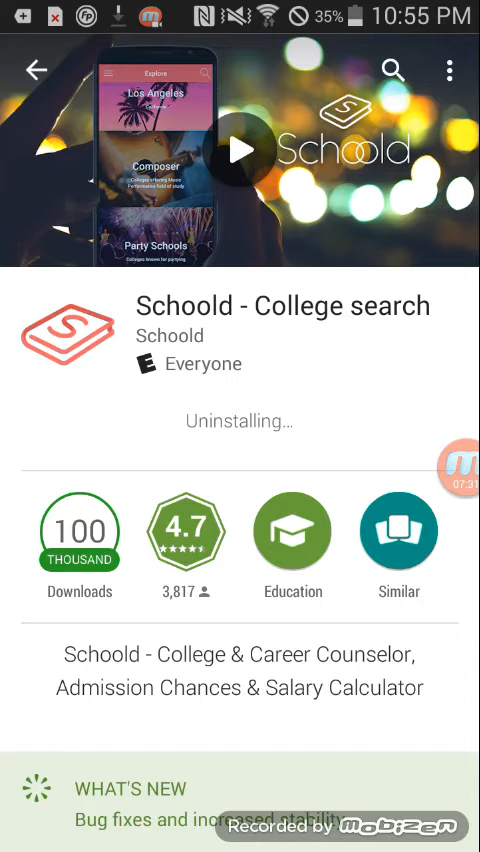 35% 10:55 PM
Explore
Los Angeles
California
Composer
Colleges offering Music
Performance field of study
Party Schools
Colleges known for partying
S
Schoold
S
Schoold - College search
Schoold
E Everyone
Uninstalling...
07:31
100
THOUSAND
Downloads
4.7
3,817
Education
Similar
Schoold - College & Career Counselor,
Admission Chances & Salary Calculator
WHAT'S NEW
Bug fixes and increased stability
Recorded by mobizen